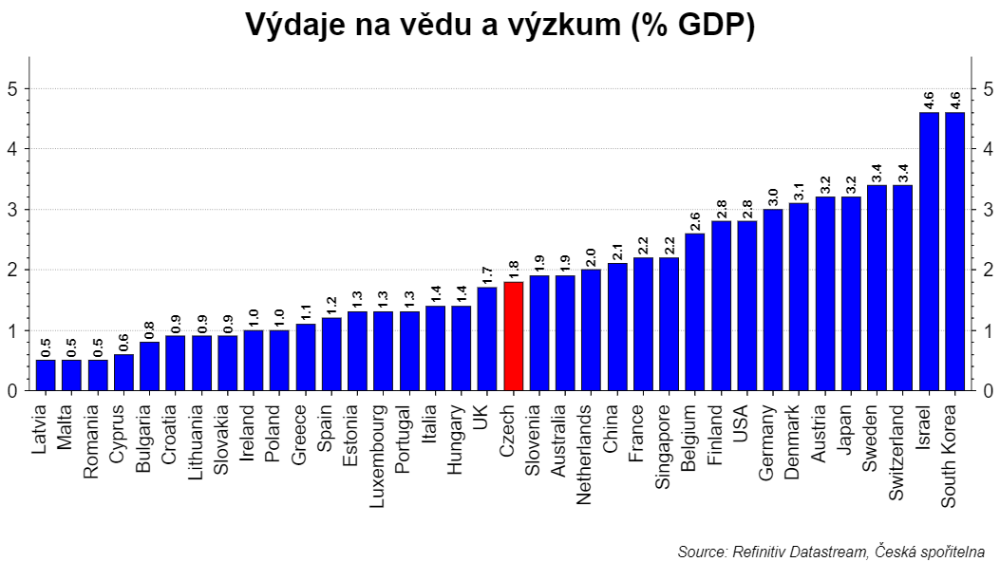 Výdaje na vědu a výzkum (% GDP)
5 5
4 4
3 3
2 2
1 1
0 0
0.5 0.5 0.5 0.6 0.8 0.9 0.9 0.9 1.0 1.0 1.1 1.2 1.3 1.3 1.3 1.4 1.4 1.7 1.8 1.9 1.9 2.0 2.1 2.2 2.2 2.6 2.8 2.8 3.0 3.1 3.2 3.2 3.4 3.4 4.6 4.6
Latvia
Malta
Romania
Cyprus
Bulgaria
Croatia
Lithuania
Slovakia
Ireland
Poland
Greece
Spain
Estonia
Luxembourg
Portugal
Italia
Hungary
UK
Czech
Slovenia
Australia
Netherlands
China
France
Singapore
Belgium
Finland
USA
Germany
Denmark
Austria
Japan
Sweden
Switzerland
Israel
South Korea
Source: Refinitiv Datastream, Česká spořitelna